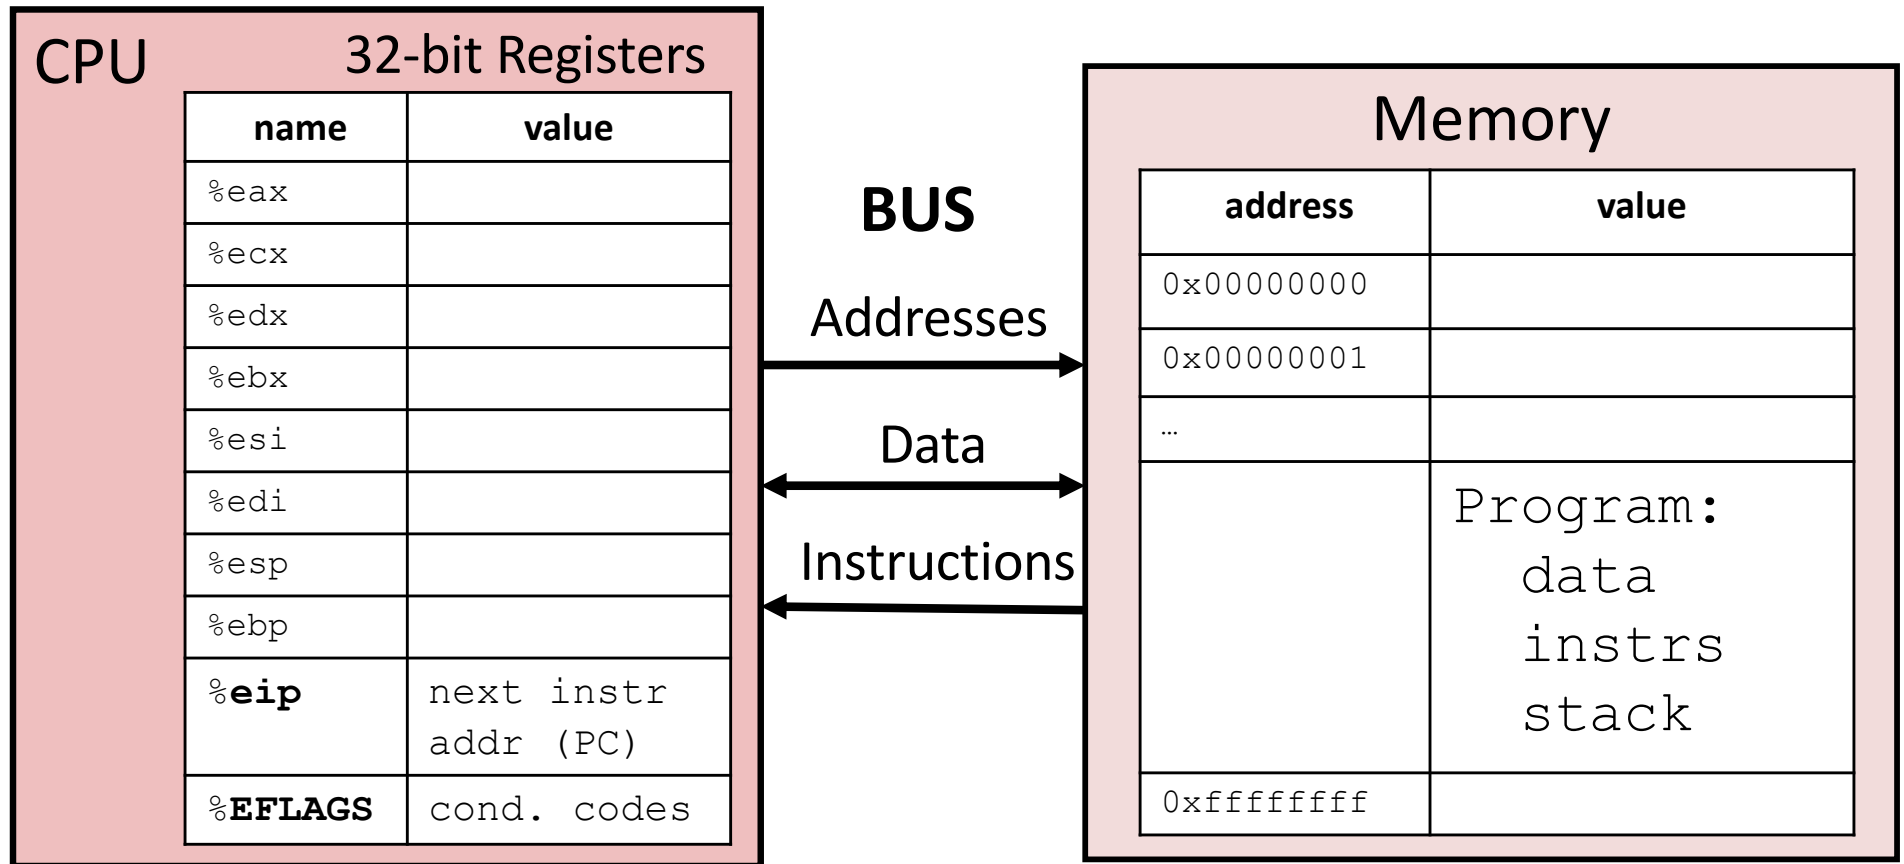 CPU
32-bit Registers
name value
%eax
%ecx
%edx
%ebx
%esi
%edi
%esp
%ebp
%eip next instr
addr (PC)
%EFLAGS cond. codes
BUS
Addresses
Data
Instructions
Memory
address value
0x00000000
0x00000001
…
Program:
data
instrs
stack
0xffffffff